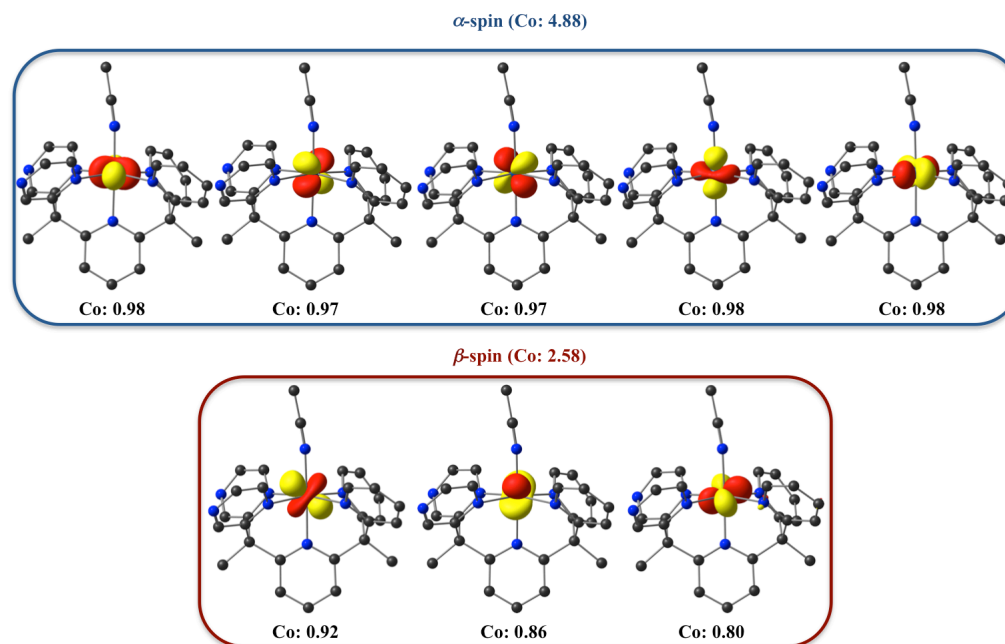 α-spin (Co: 4.88)
Co: 0.98 Co: 0.97 Co: 0.97 Co: 0.98 Co: 0.98
β-spin (Co: 2.58)
Co: 0.92 Co: 0.86 Co: 0.80